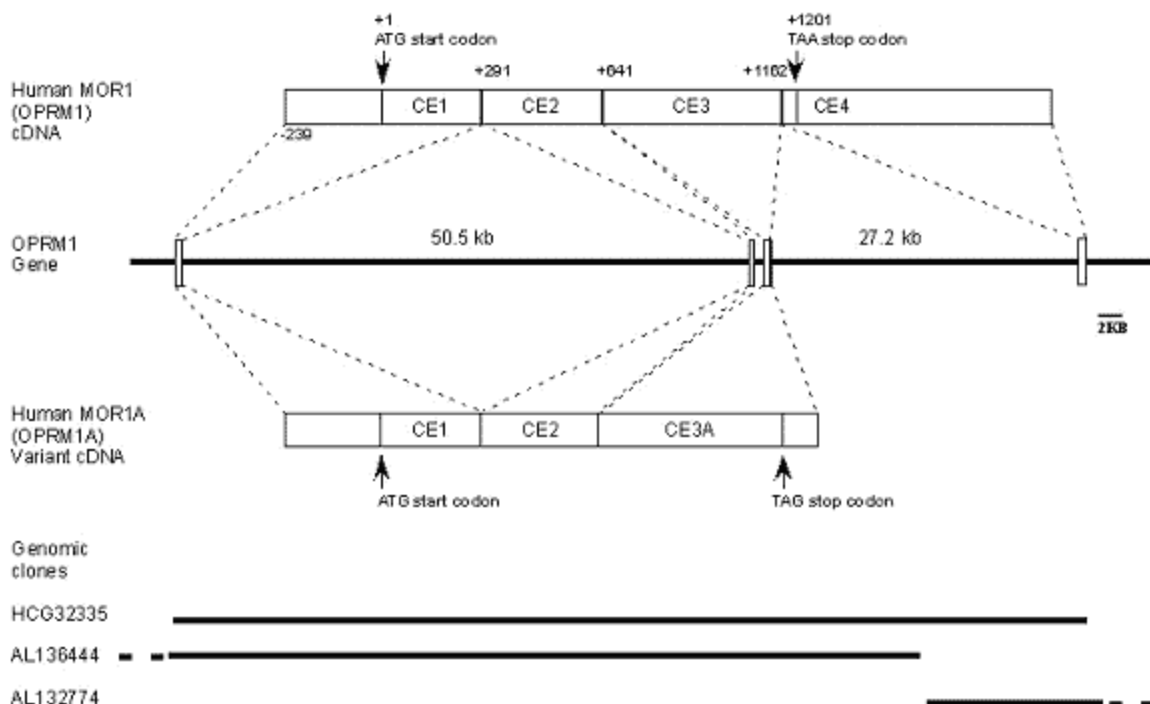 +1
ATG start codon
+1201
TAA stop codon
+291
+641
+1162
Human MOR1
(OPRM1)
cDNA
CE1
CE2
CE3
CE4
-239
OPRM1
Gene
50.5 kb
27.2 kb
2KB
Human MOR1A
(OPRM1A)
Variant cDNA
CE1
CE2
CE3A
ATG start codon
TAG stop codon
Genomic
clones
HCG32335
AL136444
AL132774